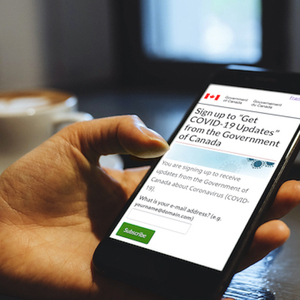 Government of Canada
Gouvernement du Canada
Sign up to "Get
COVID-19 Updates"
from the Government
of Canada
You are signing up to receive
updates from the Government of
Canada about Coronavirus (COVID-
19)
What is your e-mail address? (e.g.
yourname@domain.com)
Subscribe